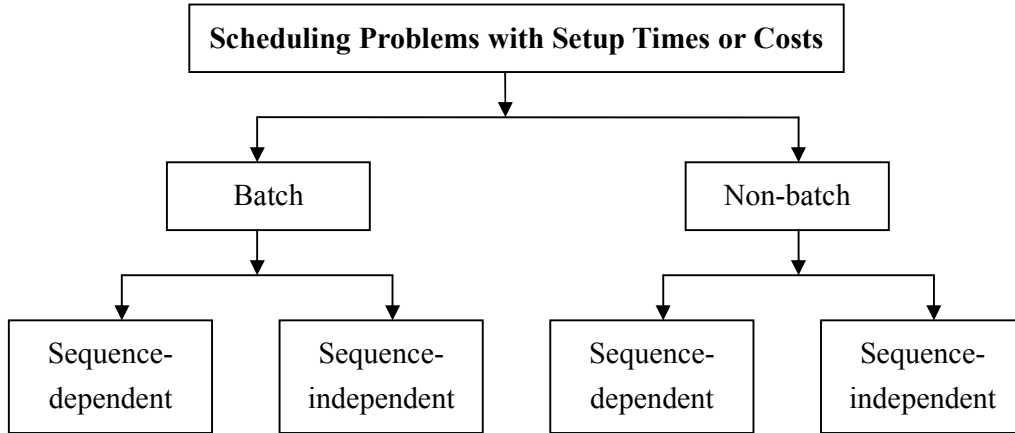 Scheduling Problems with Setup Times or Costs
Batch
Non-batch
Sequence-
dependent
Sequence-
independent
Sequence-
dependent
Sequence-
independent